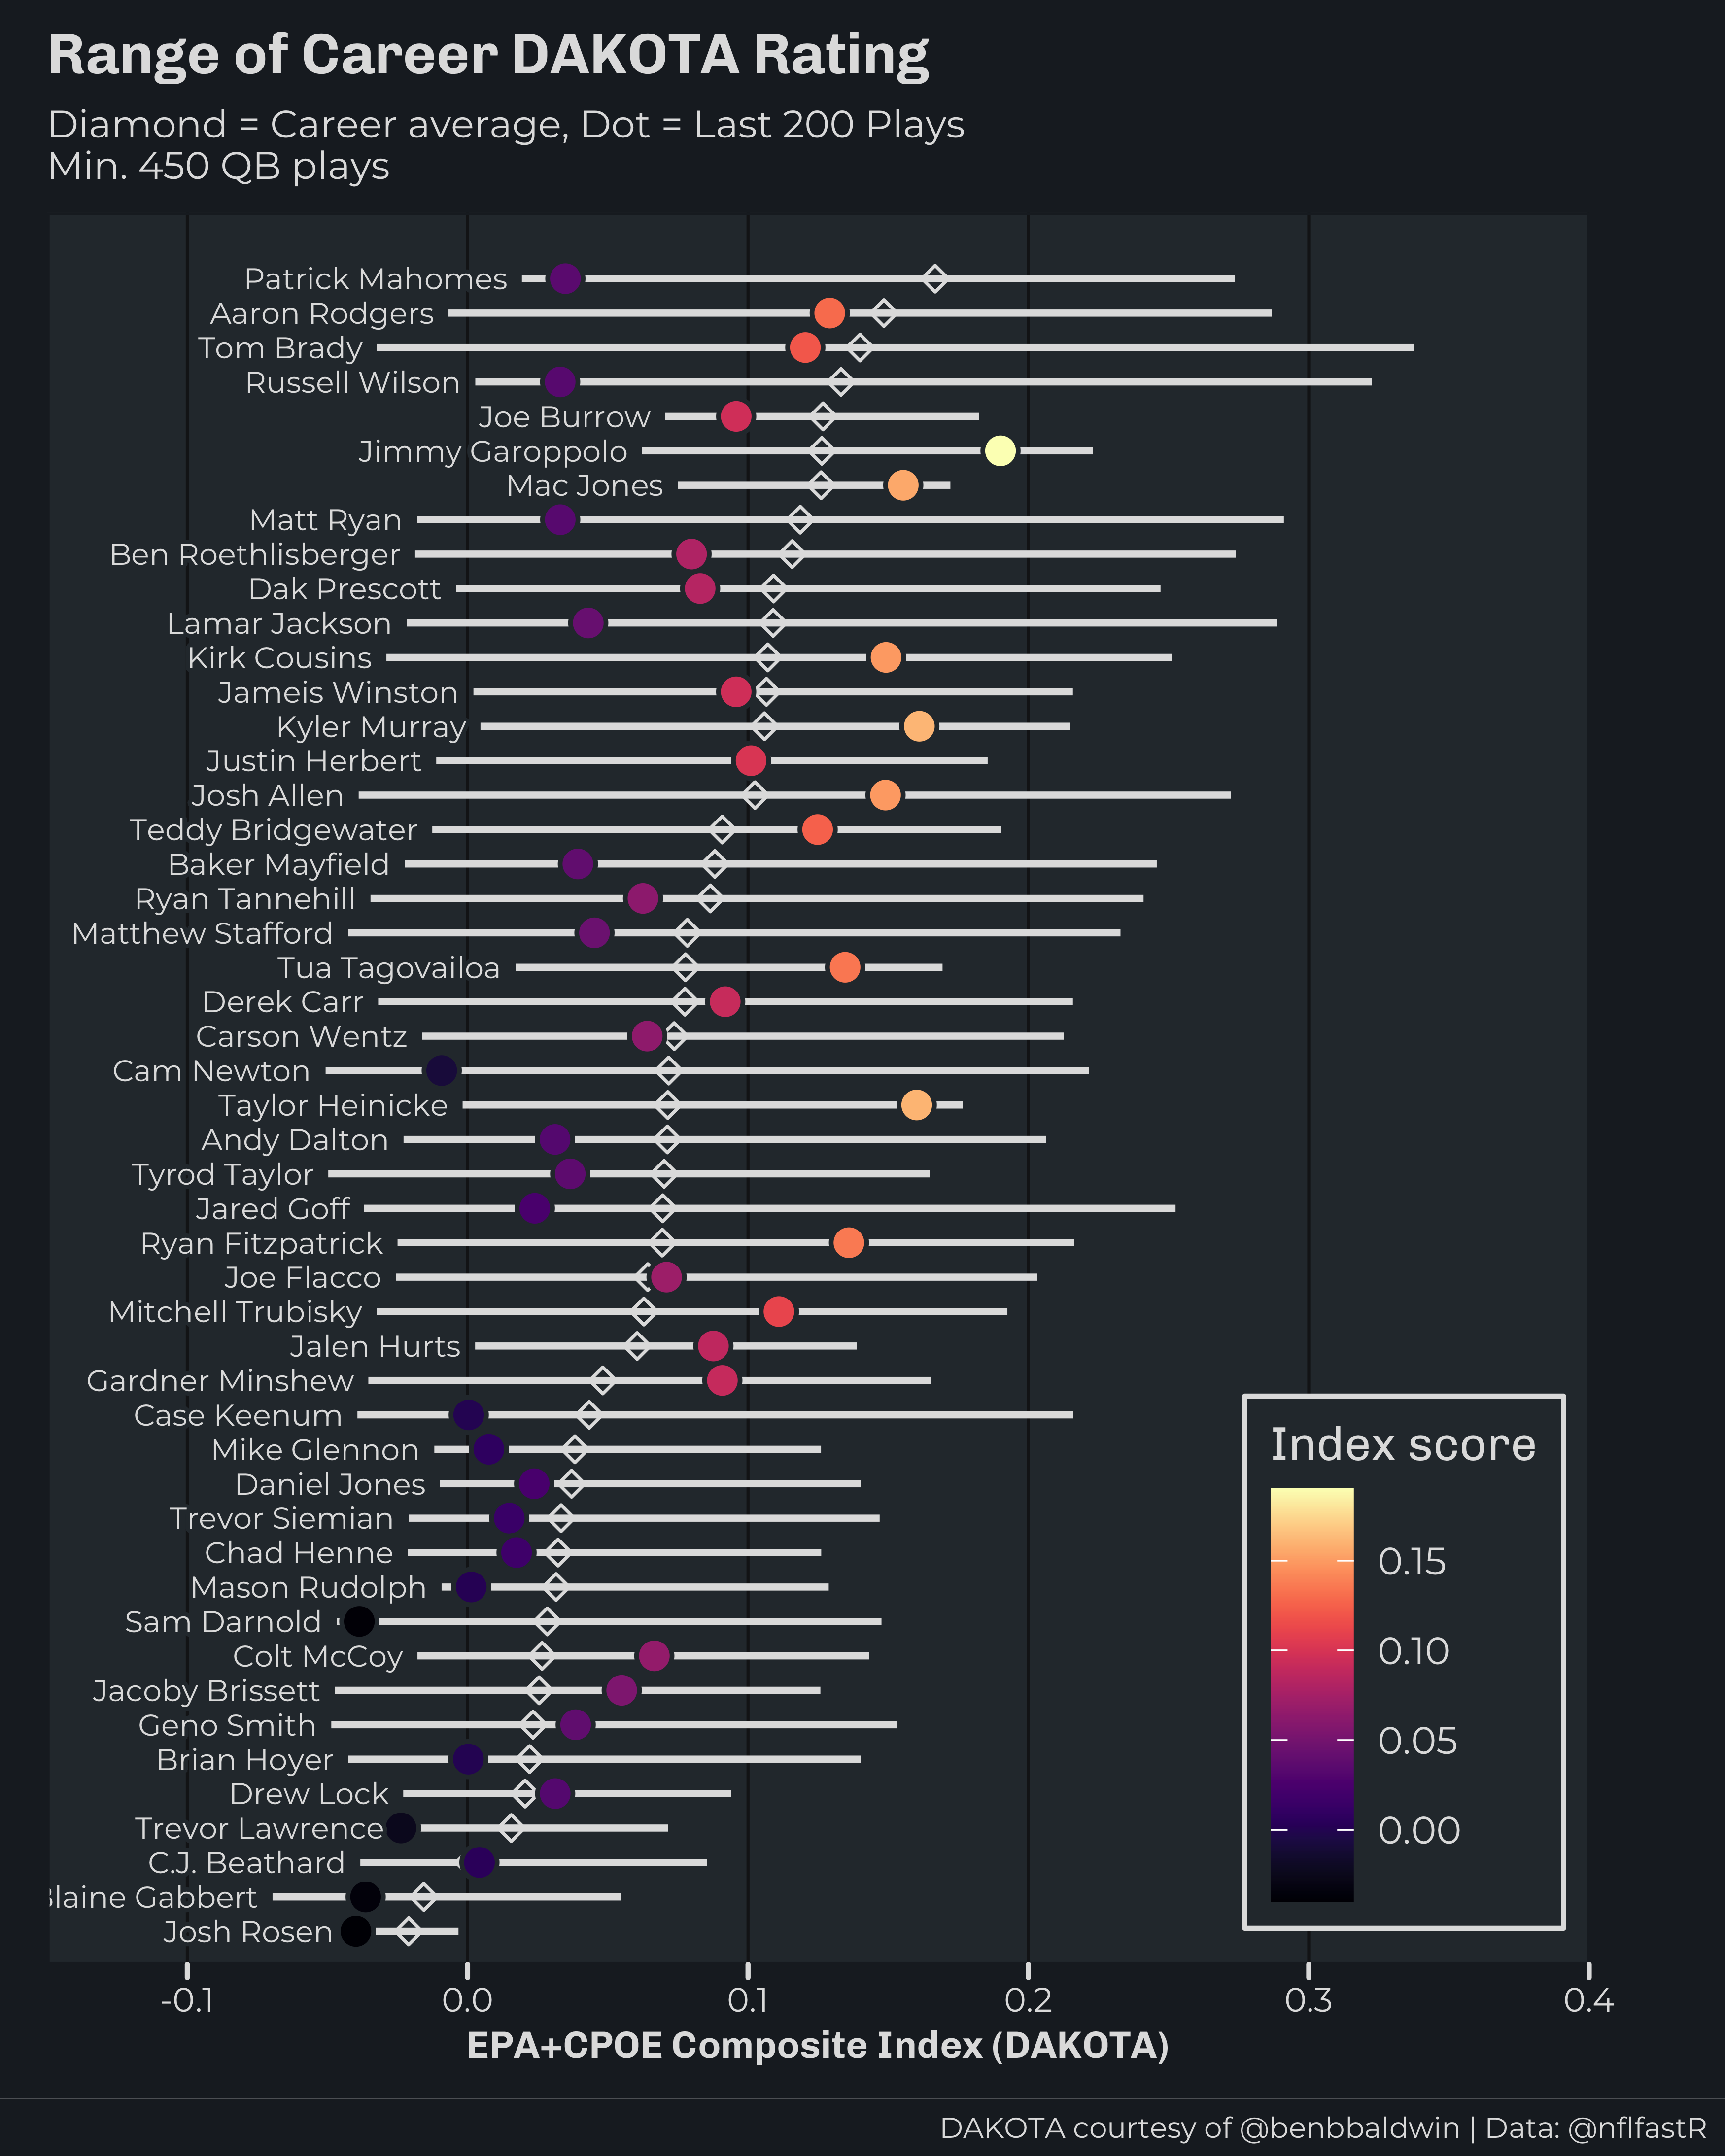 Range of Career DAKOTA Rating
Diamond = Career average, Dot = Last 200 Plays
Min. 450 QB plays
Patrick Mahomes
Aaron Rodgers
Tom Brady
Russell Wilson
Joe Burrow
Jimmy Garoppolo
Mac Jones
Matt Ryan
Ben Roethlisberger
Dak Prescott
Lamar Jackson
Kirk Cousins
Jameis Winston
Kyler Murray
Justin Herbert
Josh Allen
Teddy Bridgewater
Baker Mayfield
Ryan Tannehill
Matthew Stafford
Tua Tagovailoa
Derek Carr
Carson Wentz
Cam Newton
Taylor Heinicke
Andy Dalton
Tyrod Taylor
Jared Goff
Ryan Fitzpatrick
Joe Flacco
Mitchell Trubisky
Jalen Hurts
Gardner Minshew
Case Keenum
Mike Glennon
Daniel Jones
Trevor Siemian
Chad Henne
Mason Rudolph
Sam Darnold
Colt McCoy
Jacoby Brissett
Geno Smith
Brian Hoyer
Drew Lock
Trevor Lawrence
C.J. Beathard
Blaine Gabbert
Josh Rosen
Index score
0.15
0.10
0.05
0.00
-0.1 0.0 0.1 0.2 0.3 0.4
EPA+CPOE Composite Index (DAKOTA)
DAKOTA courtesy of @benbbaldwin | Data: @nflfastR